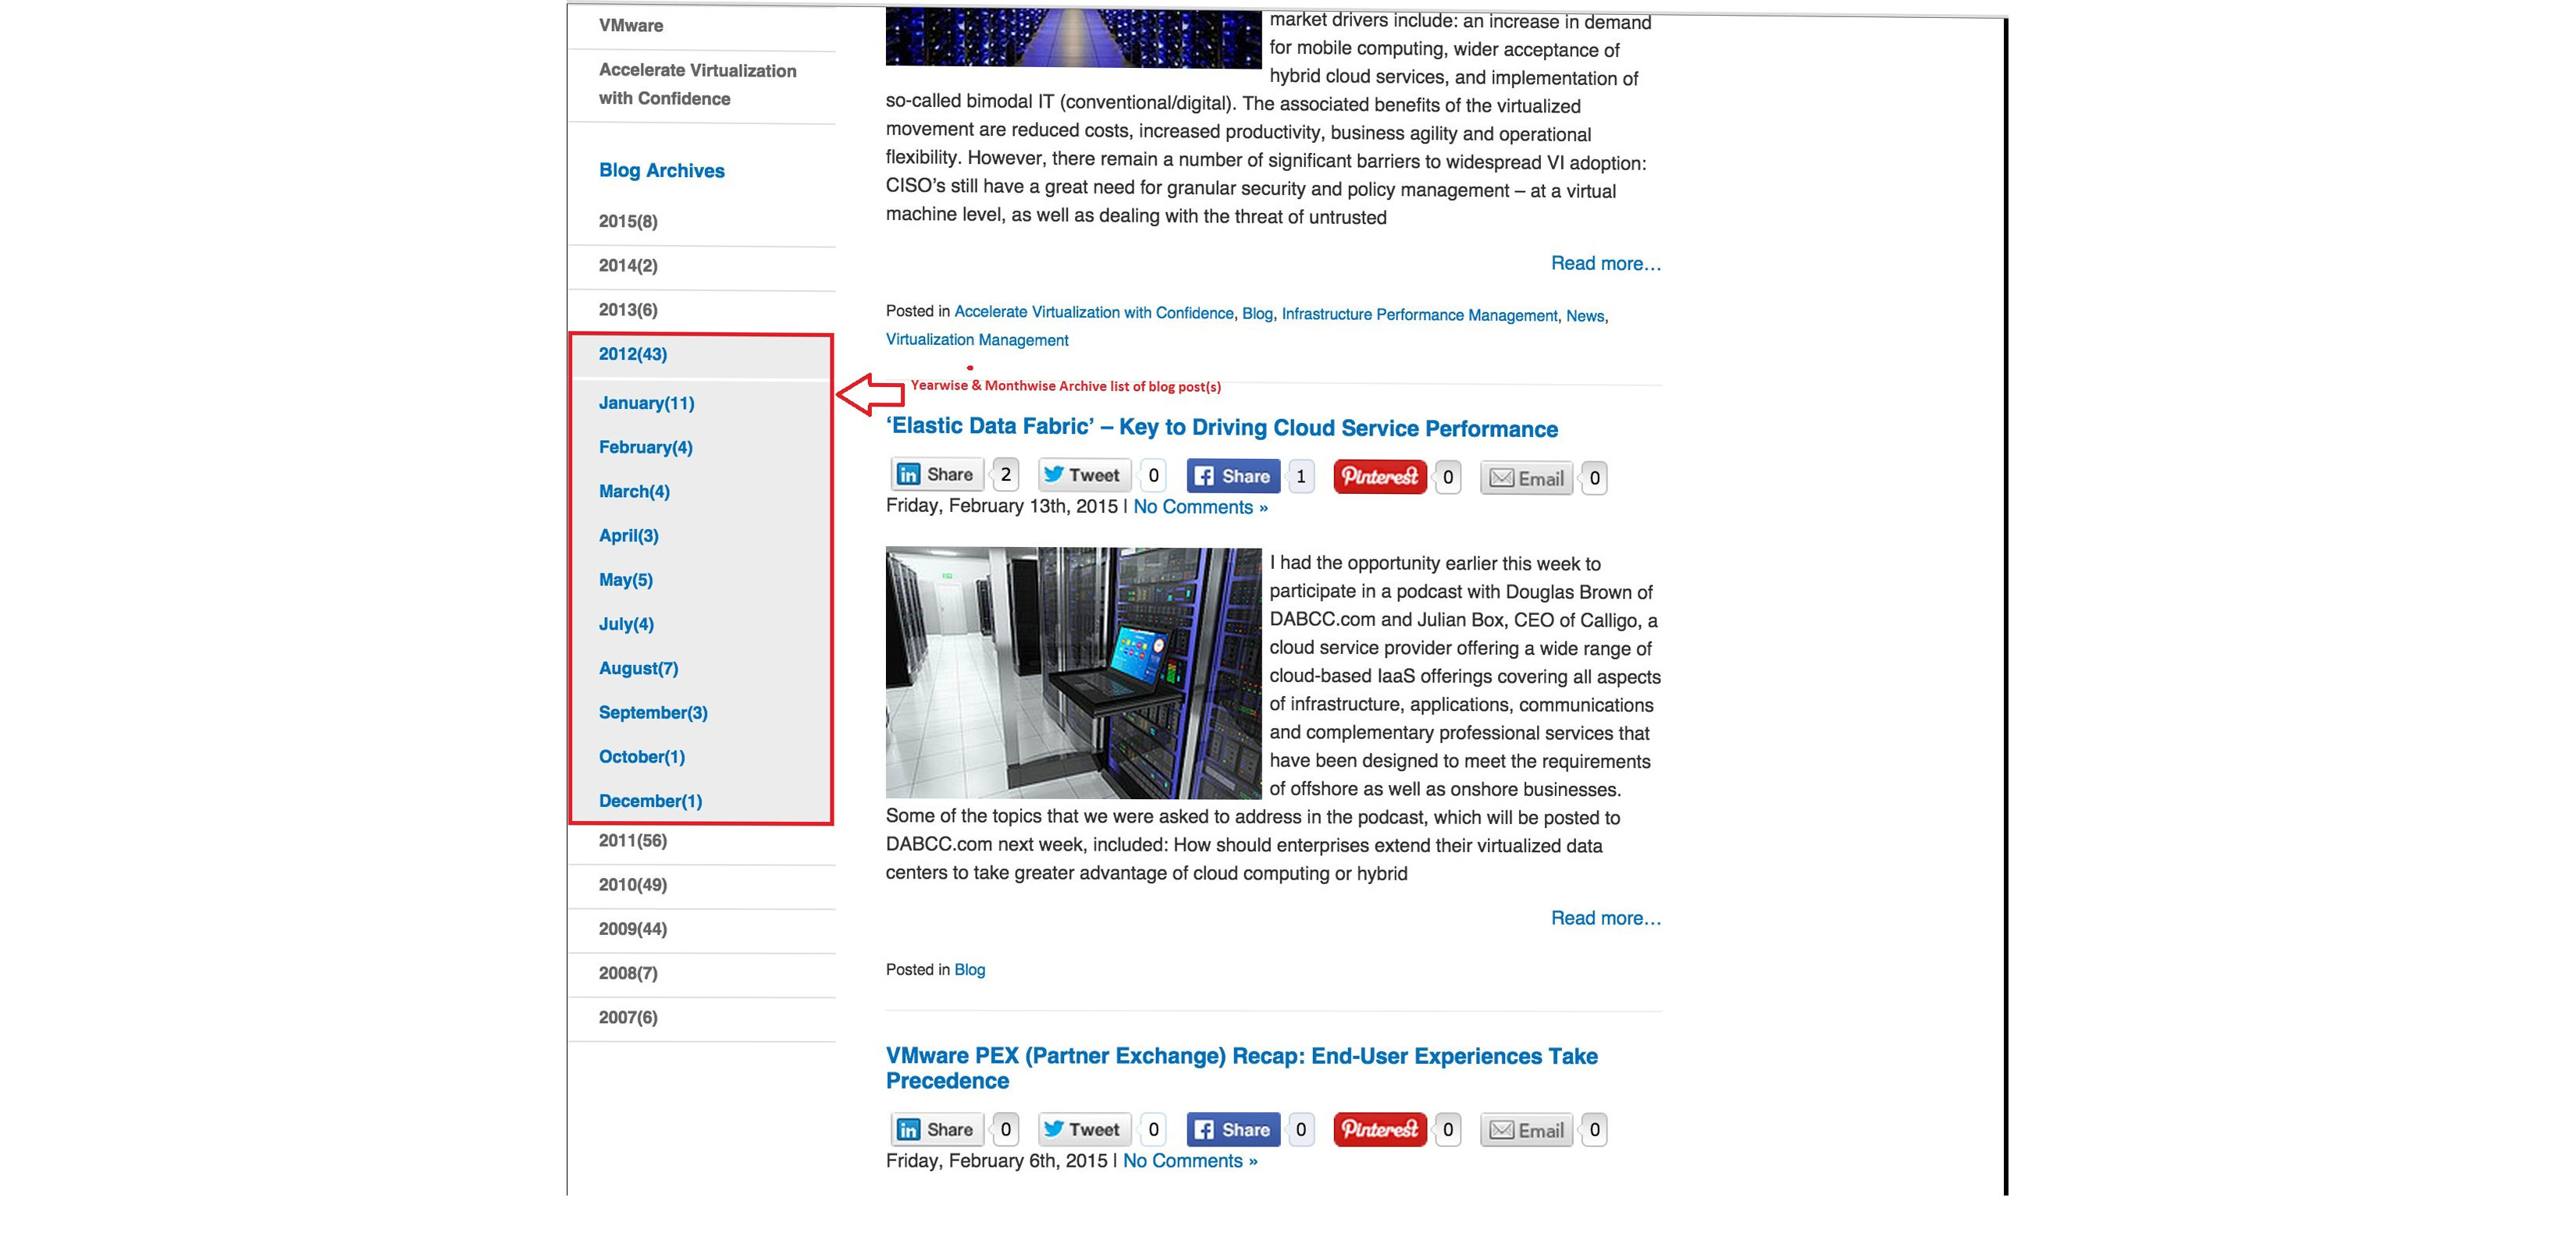 VMware
Accelerate Virtualization
with Confidence
Blog Archives
2015(8)
2014(2)
2013(6)
2012(43)
January(11)
February(4)
March(4)
April(3)
May(5)
July(4)
August(7)
September(3)
October(1)
December(1)
2011(56)
2010(49)
2009(44)
2008(7)
2007(6)
market drivers include: an increase in demand
for mobile computing, wider acceptance of
hybrid cloud services, and implementation of
so-called bimodal IT (conventional/digital). The associated benefits of the virtualized
movement are reduced costs, increased productivity, business agility and operational
flexibility. However, there remain a number of significant barriers to widespread VI adoption:
CISO’s still have a great need for granular security and policy management – at a virtual
machine level, as well as dealing with the threat of untrusted
Read more…
Posted in Accelerate Virtualization with Confidence, Blog, Infrastructure Performance Management, News,
Virtualization Management
Yearwise & Monthwise Archive list of blog post(s)
‘Elastic Data Fabric’ – Key to Driving Cloud Service Performance
in Share 2 Tweet 0 f Share 1 Pinterest 0 Email 0
Friday, February 13th, 2015 | No Comments »
I had the opportunity earlier this week to
participate in a podcast with Douglas Brown of
DABCC.com and Julian Box, CEO of Calligo, a
cloud service provider offering a wide range of
cloud-based IaaS offerings covering all aspects
of infrastructure, applications, communications
and complementary professional services that
have been designed to meet the requirements
of offshore as well as onshore businesses.
Some of the topics that we were asked to address in the podcast, which will be posted to
DABCC.com next week, included: How should enterprises extend their virtualized data
centers to take greater advantage of cloud computing or hybrid
Read more…
Posted in Blog
VMware PEX (Partner Exchange) Recap: End-User Experiences Take
Precedence
in Share 0 Tweet 0 f Share 0 Pinterest 0 Email 0
Friday, February 6th, 2015 | No Comments »